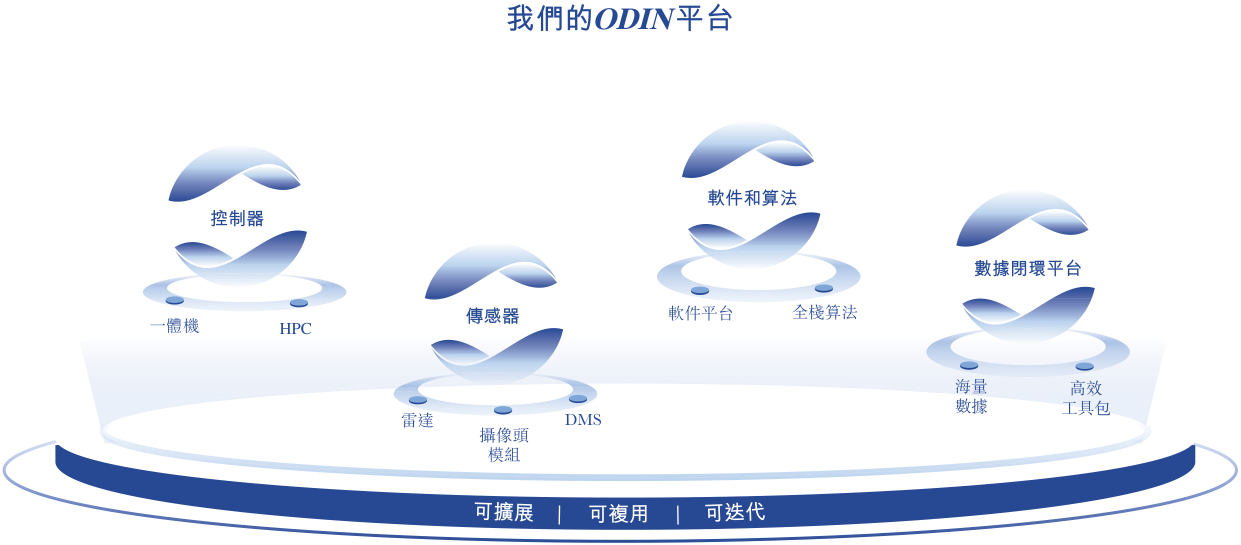 我們的ODIN平台
控制器
一體機
HPC
傳感器
雷達
攝像頭
模組
DMS
軟件和算法
軟件平台
全棧算法
數據閉環平台
海量
數據
高效
工具包
可擴展 | 可複用 | 可迭代